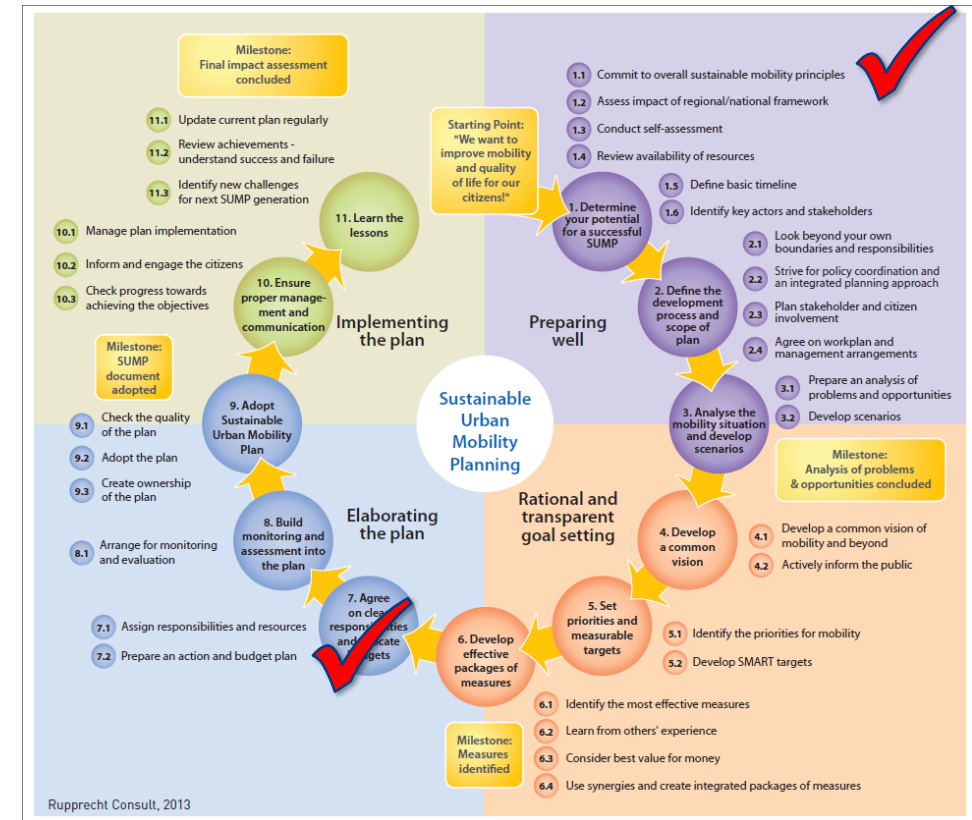 Starting Point:
"We want to
improve mobility
and quality
of life for our
citizens!"
1.1 Commit to overall sustainable mobility principles
1.2 Assess impact of regional/national framework
1.3 Conduct self-assessment
1.4 Review availability of resources
1.5 Define basic timeline
1.6 Identify key actors and stakeholders
1. Determine
your potential
for a successful
SUMP
2.1 Look beyond your own
boundaries and responsibilities
2.2 Strive for policy coordination and
an integrated planning approach
2.3 Plan stakeholder and citizen
involvement
2.4 Agree on workplan and
management arrangements
2. Define the
development
process and
scope of
plan
Preparing
well
3.1 Prepare an analysis of
problems and opportunities
3.2 Develop scenarios
3. Analyse the
mobility situation
and develop
scenarios
Milestone:
Analysis of problems
& opportunities concluded
Sustainable
Urban
Mobility
Planning
Rational and
transparent
goal setting
4. Develop
a common
vision
4.1 Develop a common vision of
mobility and beyond
4.2 Actively inform the public
5. Set
priorities and
measurable
targets
5.1 Identify the priorities for mobility
5.2 Develop SMART targets
6. Develop
effective
packages of
measures
6.1 Identify the most effective measures
6.2 Learn from others' experience
6.3 Consider best value for money
6.4 Use synergies and create integrated packages of measures
Milestone:
Measures
identified
Elaborating
the plan
7. Agree
on clear
responsibilities
and
7.1 Assign responsibilities and resources
7.2 Prepare an action and budget plan
8. Build
monitoring and
assessment into
the plan
8.1 Arrange for monitoring
and evaluation
9. Adopt
Sustainable
Urban Mobility
Plan
9.1 Check the quality
of the plan
9.2 Adopt the plan
9.3 Create ownership
of the plan
Milestone:
SUMP
document
adopted
Implementing
the plan
10. Ensure
proper manage-
ment and
communication
10.1 Manage plan implementation
10.2 Inform and engage the citizens
10.3 Check progress towards
achieving the objectives
11. Learn the
lessons
11.1 Update current plan regularly
11.2 Review achievements -
understand success and failure
11.3 Identify new challenges
for next SUMP generation
Milestone:
Final impact assessment
concluded
Rupprecht Consult, 2013